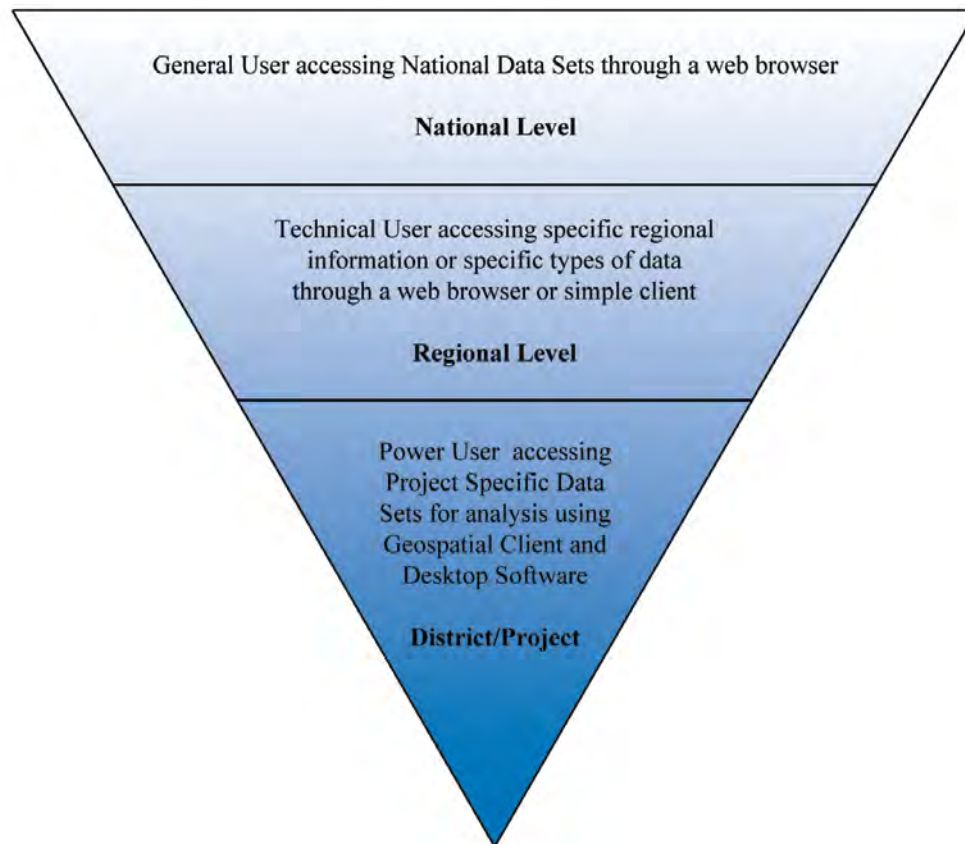 General User accessing National Data Sets through a web browser
National Level
Technical User accessing specific regional
information or specific types of data
through a web browser or simple client
Regional Level
Power User accessing
Project Specific Data
Sets for analysis using
Geospatial Client and
Desktop Software
District/Project